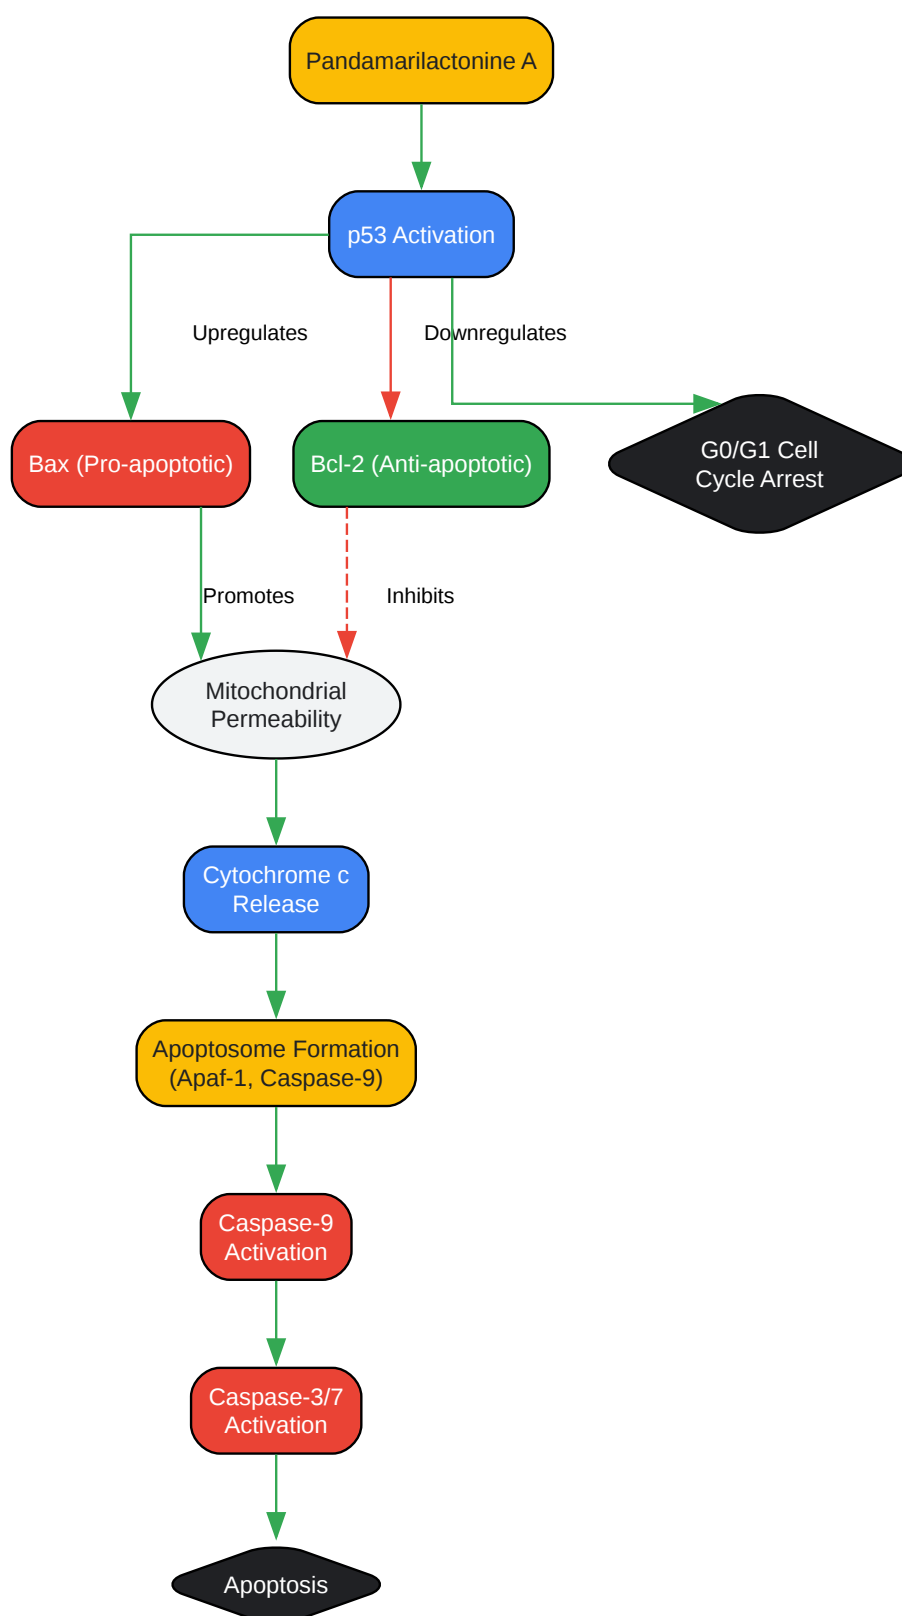 Pandamarilactonine A
p53 Activation
Upregulates
Downregulates
Bax (Pro-apoptotic)
Bcl-2 (Anti-apoptotic)
G0/G1 Cell
Cycle Arrest
Promotes
Inhibits
Mitochondrial
Permeability
Cytochrome c
Release
Apoptosome Formation
(Apaf-1, Caspase-9)
Caspase-9
Activation
Caspase-3/7
Activation
Apoptosis